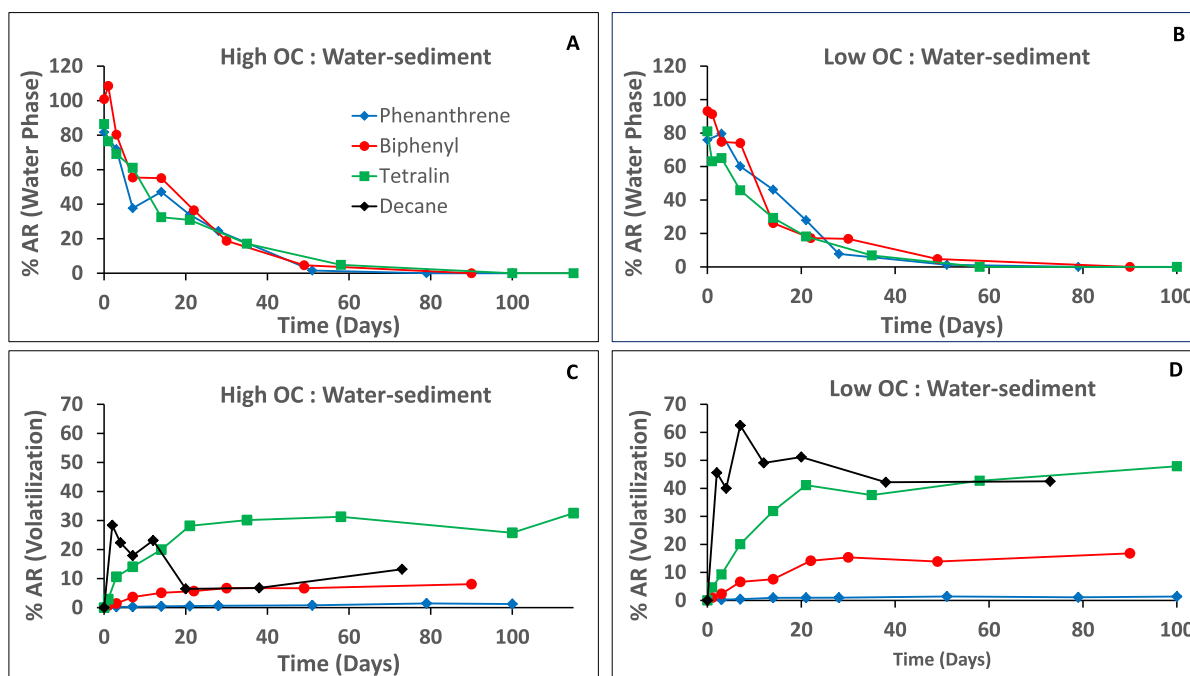 High OC : Water-sediment
A
% AR (Water Phase)
120
100
80
60
40
20
0
0
20
40
60
80
100
Time (Days)
Phenanthrene
Biphenyl
Tetralin
Decane
Low OC : Water-sediment
B
% AR (Water Phase)
120
100
80
60
40
20
0
0
20
40
60
80
100
Time (Days)
High OC : Water-sediment
C
% AR (Volatilization)
70
60
50
40
30
20
10
0
0
20
40
60
80
100
Time (Days)
Low OC : Water-sediment
D
% AR (Volatilization)
70
60
50
40
30
20
10
0
0
20
40
60
80
100
Time (Days)